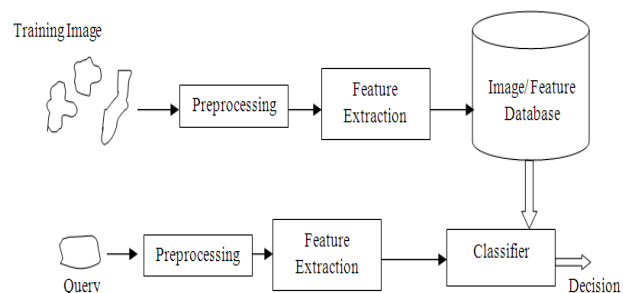 Training Image
Preprocessing
Feature
Extraction
Image/Feature
Database
Preprocessing
Feature
Extraction
Classifier
Query
Decision